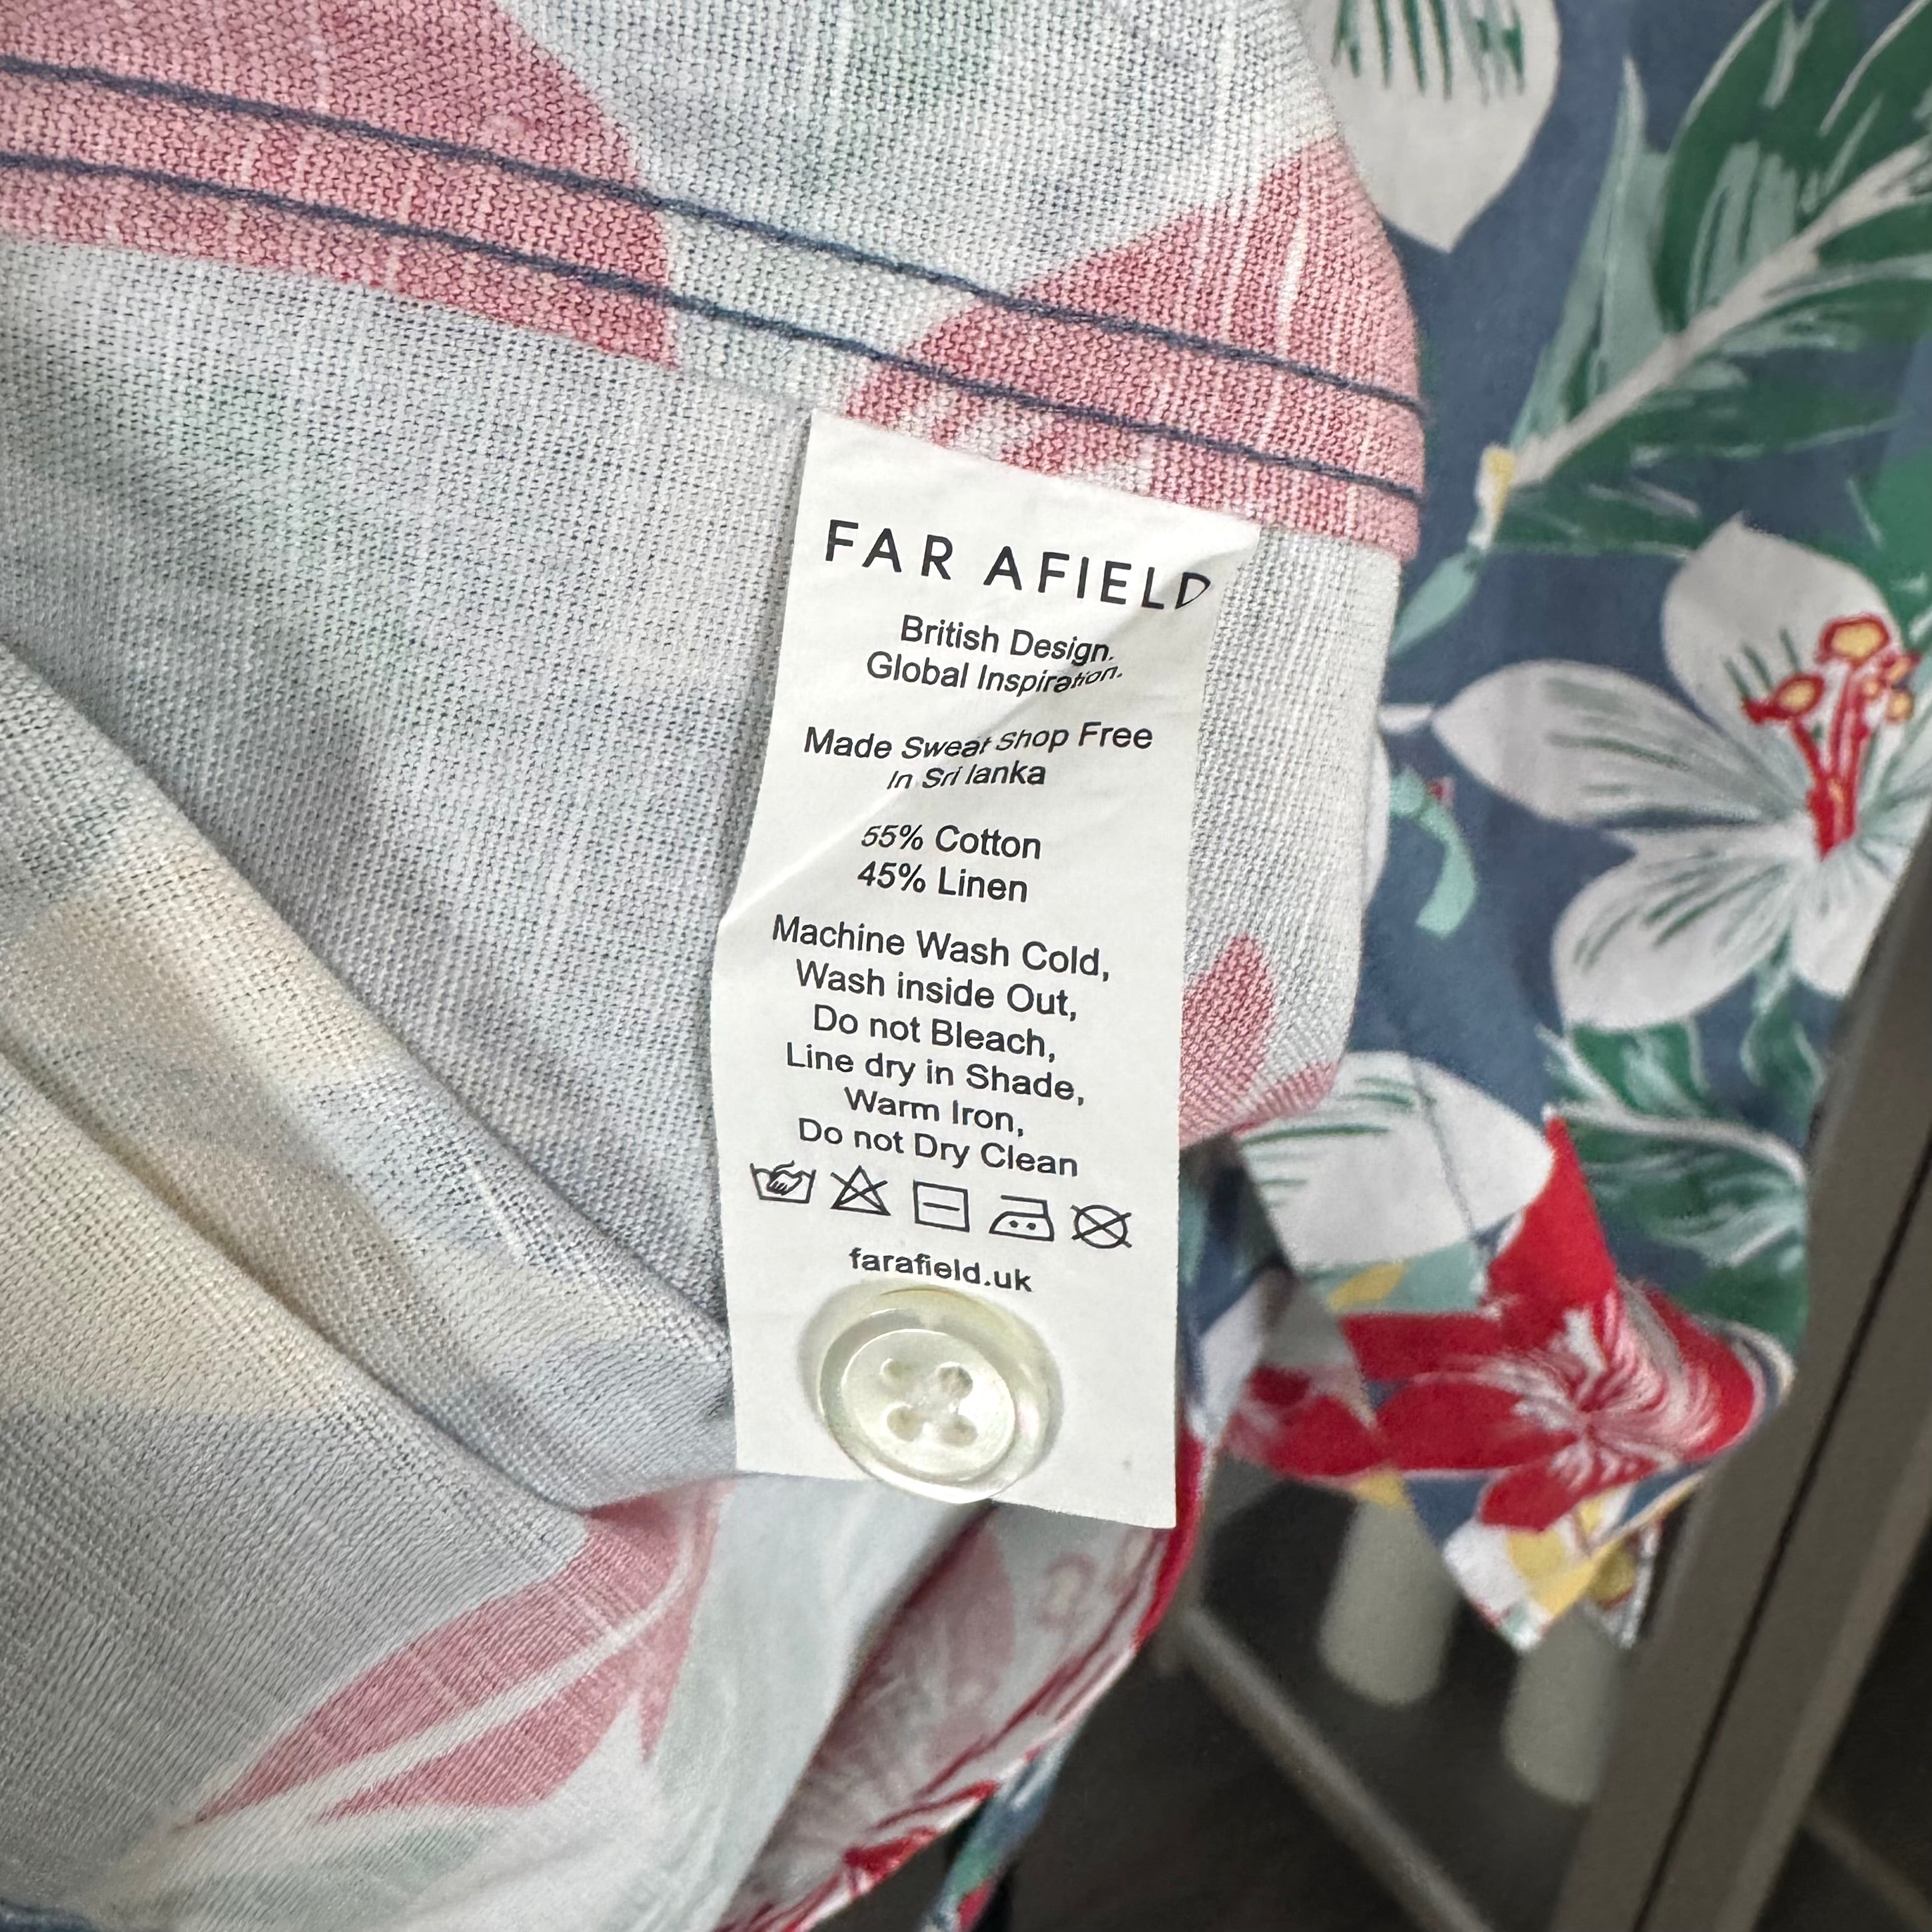 FAR AFIELD
British Design.
Global Inspiration.
Made Sweat Shop Free
In Sri lanka
55% Cotton
45% Linen
Machine Wash Cold,
Wash inside Out,
Do not Bleach,
Line dry in Shade,
Warm Iron,
Do not Dry Clean
farafield.uk